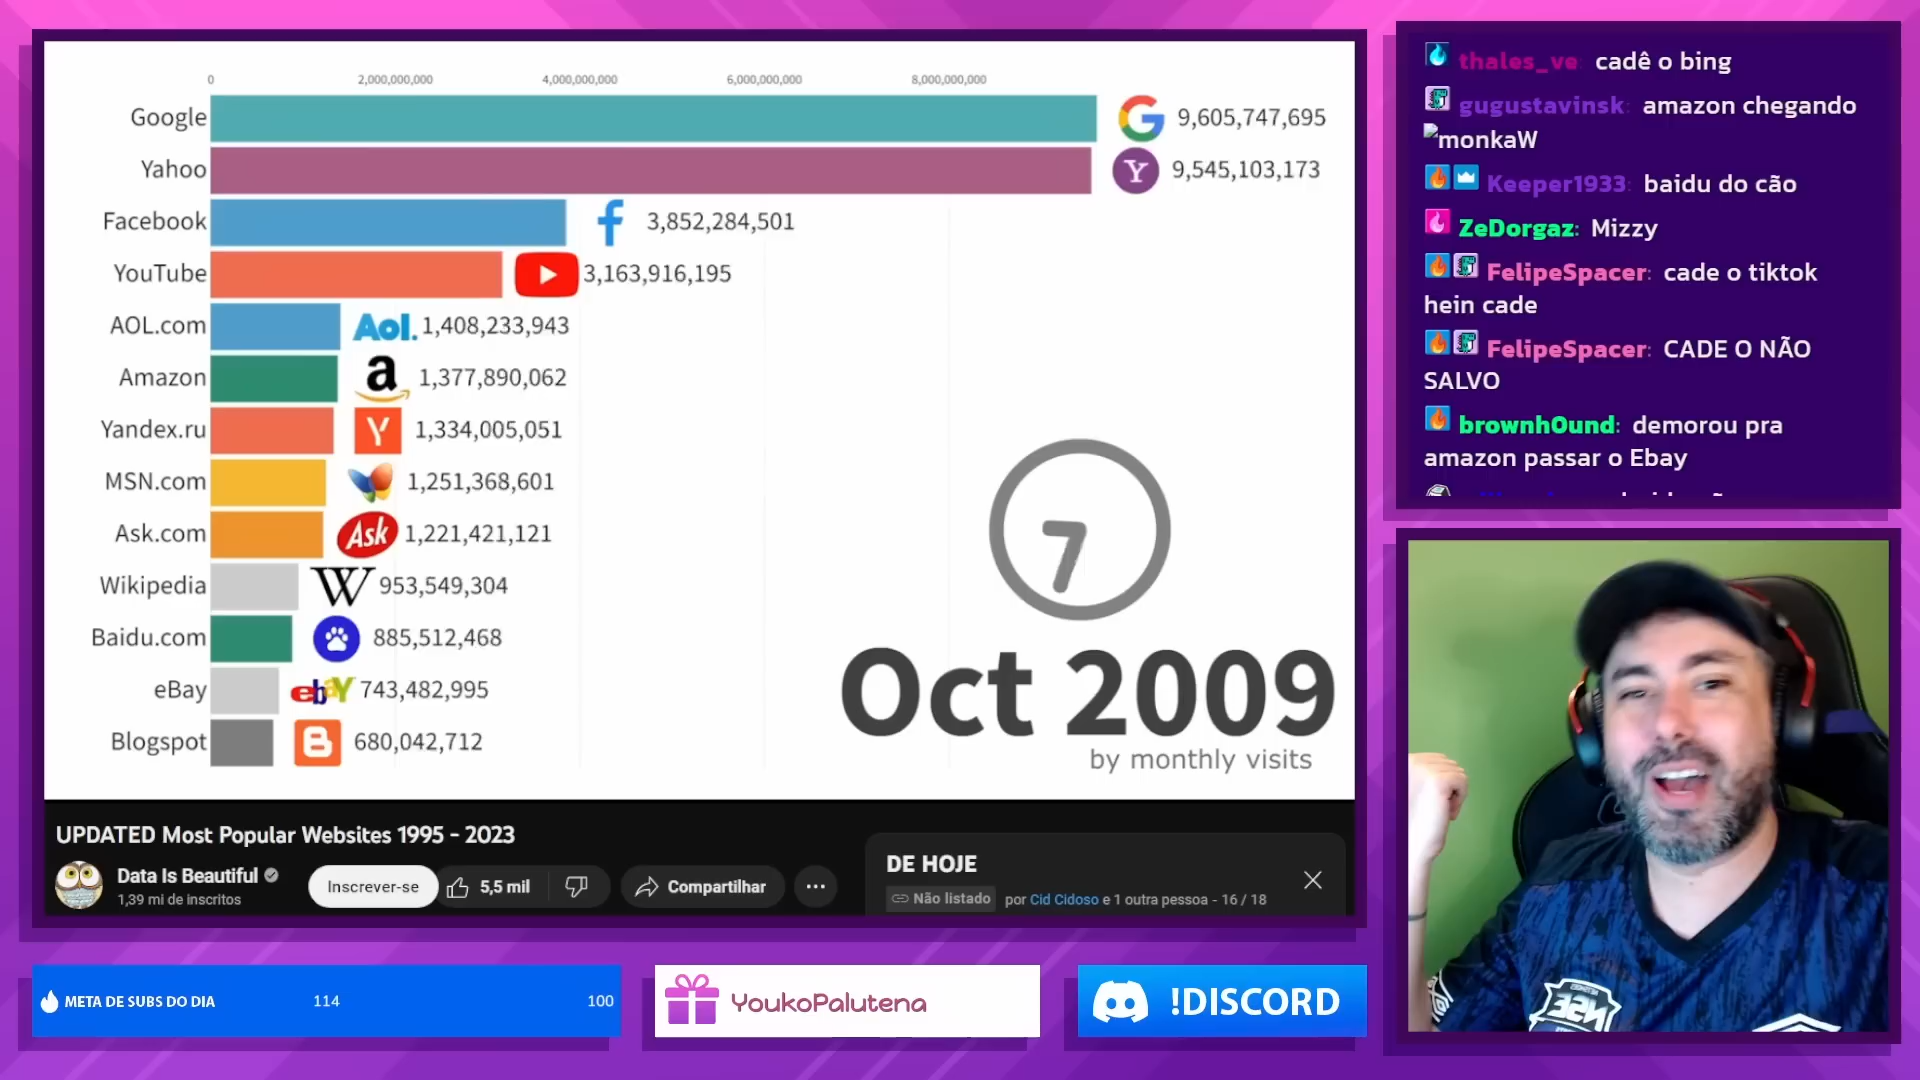 0 2,000,000,000 4,000,000,000 6,000,000,000 8,000,000,000
Google 9,605,747,695
Yahoo Y 9,545,103,173
Facebook f 3,852,284,501
YouTube 3,163,916,195
AOL.com Aol. 1,408,233,943
Amazon a 1,377,890,062
Yandex.ru Y 1,334,005,051
MSN.com 1,251,368,601
Ask.com Ask 1,221,421,121
Wikipedia W 953,549,304
Baidu.com 885,512,468
eBay ebay 743,482,995
Blogspot B 680,042,712
7
Oct 2009
by monthly visits
UPDATED Most Popular Websites 1995 - 2023
Data Is Beautiful
1,39 mi de inscritos
Inscrever-se
5,5 mil
Compartilhar
DE HOJE
Não listado por Cid Cidoso e 1 outra pessoa - 16 / 18
thales_ve: cadê o bing
gugustavinsk: amazon chegando
monkaW
Keeper1933: baidu do cão
ZeDorgaz: Mizzy
FelipeSpacer: cade o tiktok
hein cade
FelipeSpacer: CADE O NÃO
SALVO
brownh0und: demorou pra
amazon passar o Ebay
META DE SUBS DO DIA 114 100
YoukoPalutena
!DISCORD